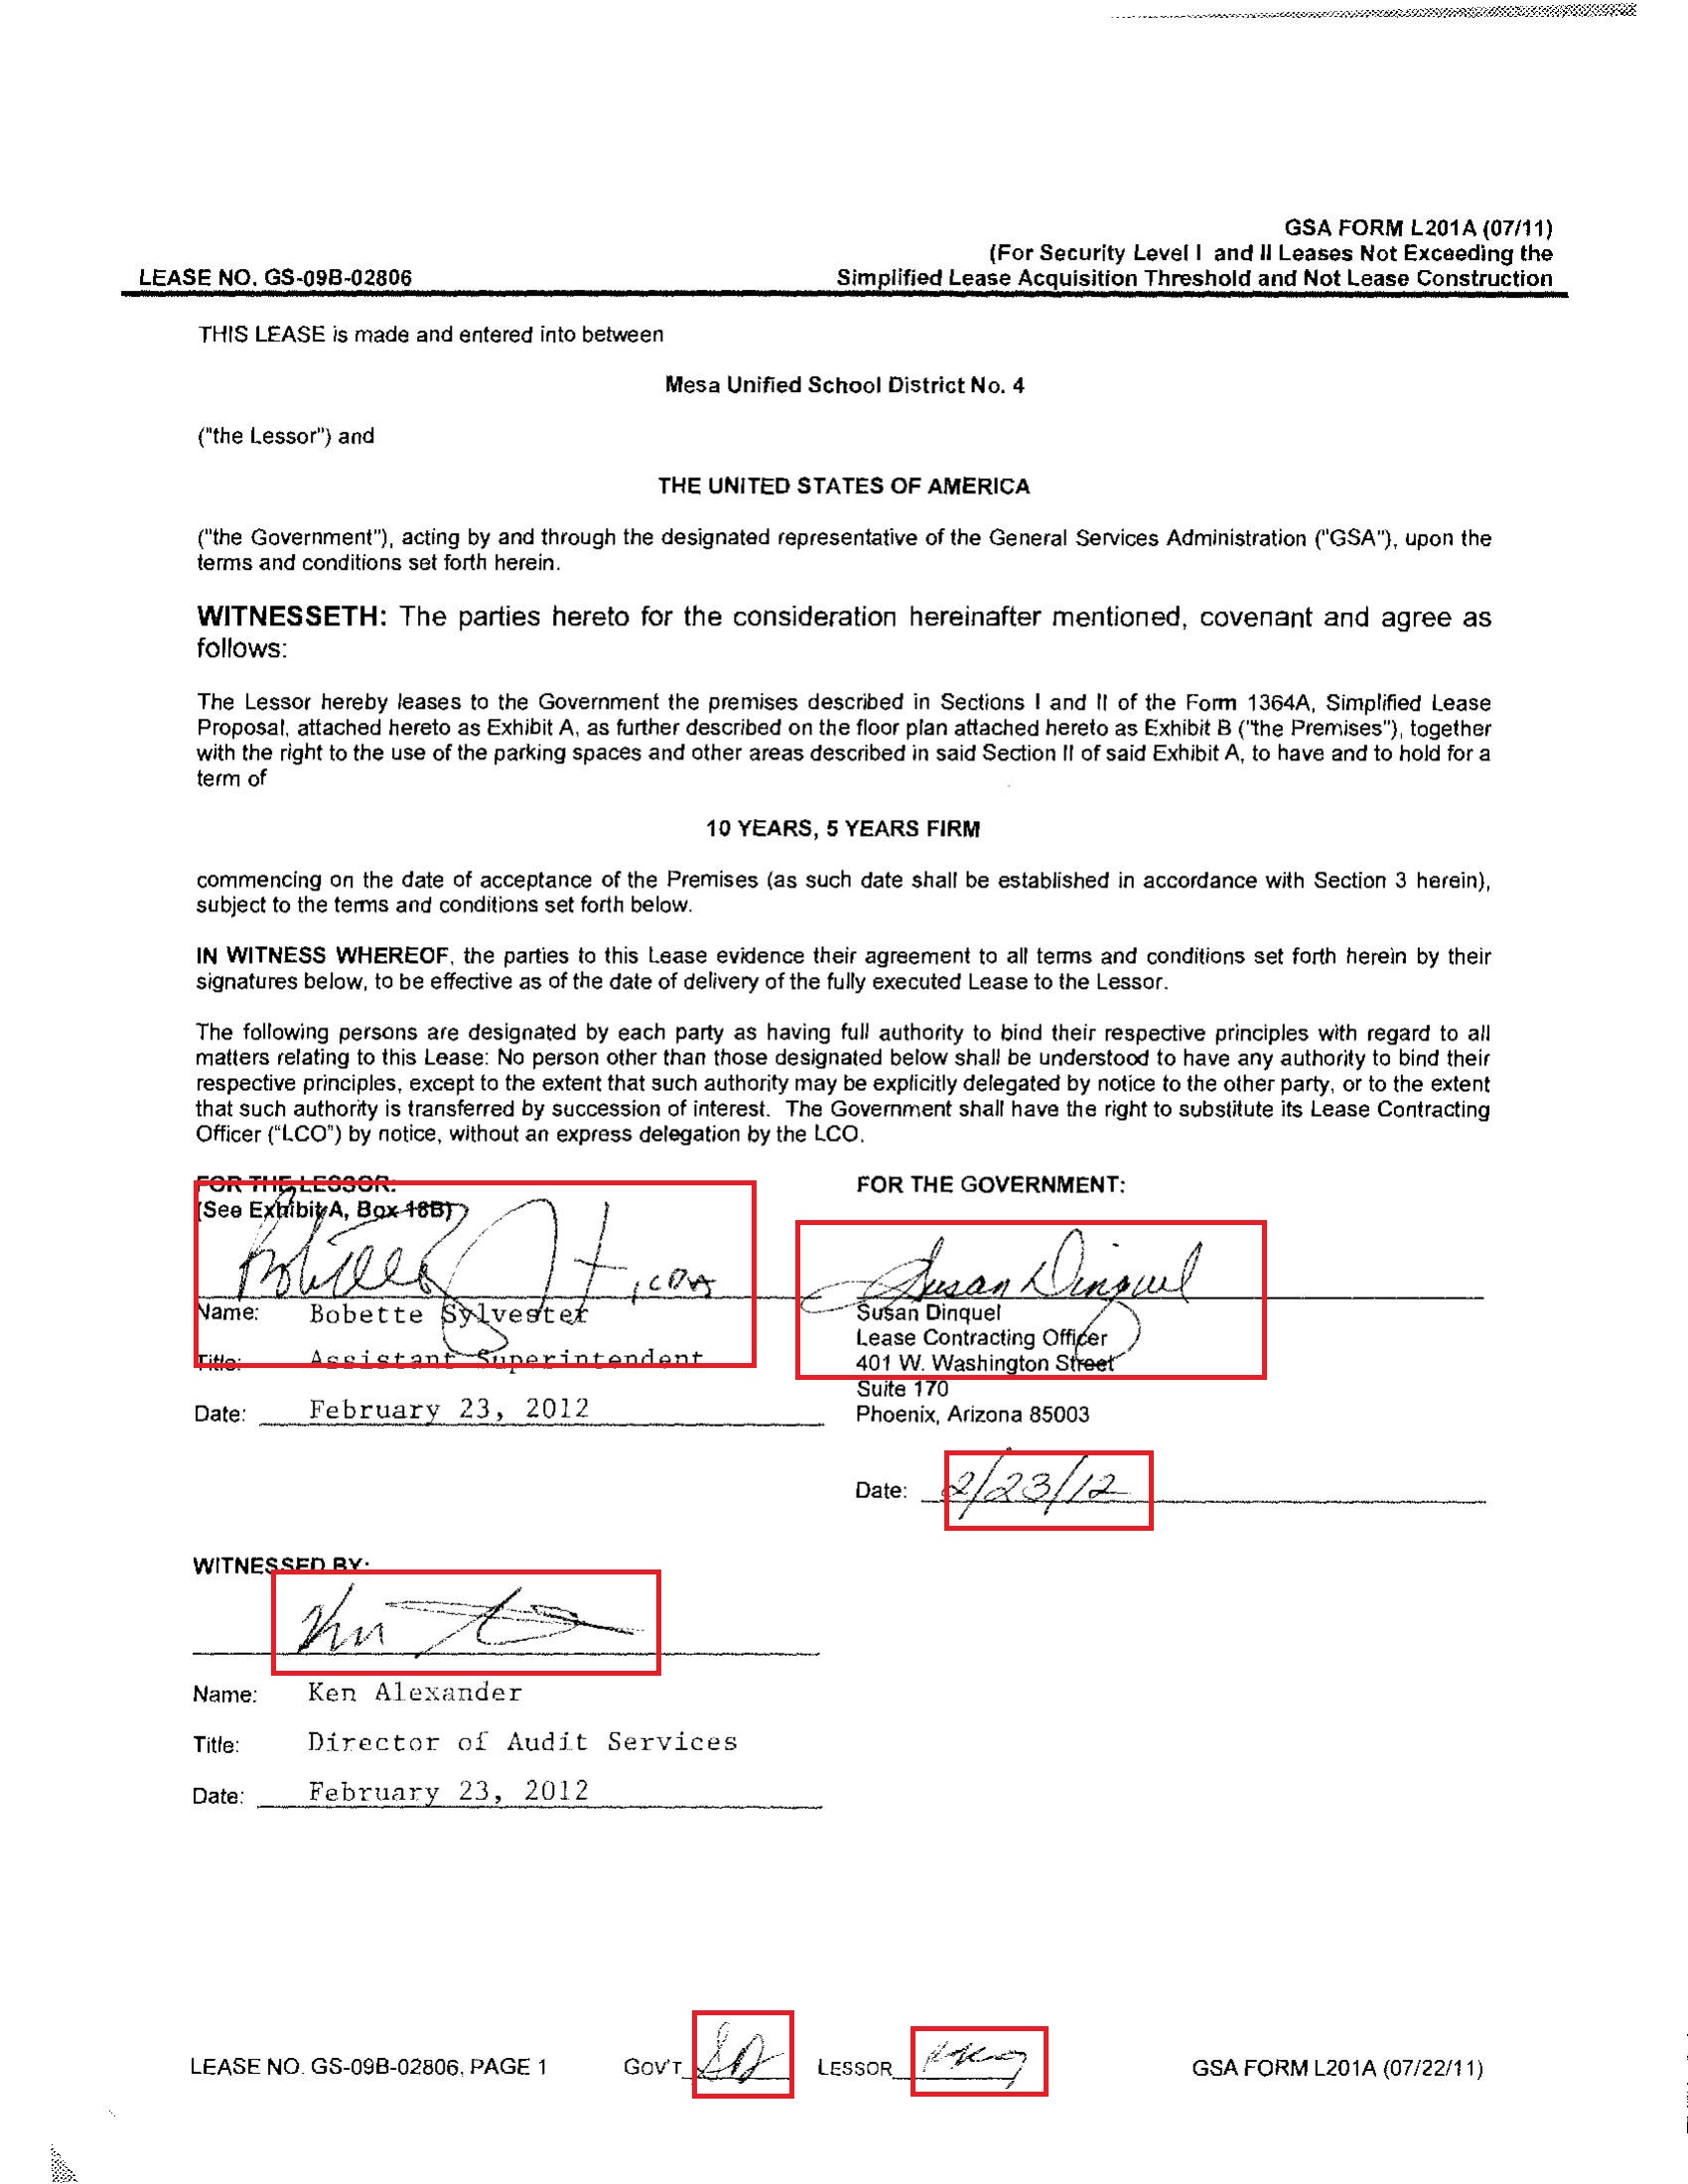 GSA FORM L201A (07/11)
(For Security Level I and II Leases Not Exceeding the
LEASE NO. GS-09B-02806 Simplified Lease Acquisition Threshold and Not Lease Construction
THIS LEASE is made and entered into between
Mesa Unified School District No. 4
("the Lessor") and
THE UNITED STATES OF AMERICA
("the Government"), acting by and through the designated representative of the General Services Administration ("GSA"), upon the
terms and conditions set forth herein.
WITNESSETH: The parties hereto for the consideration hereinafter mentioned, covenant and agree as
follows:
The Lessor hereby leases to the Government the premises described in Sections I and II of the Form 1364A, Simplified Lease
Proposal, attached hereto as Exhibit A, as further described on the floor plan attached hereto as Exhibit B ("the Premises"), together
with the right to the use of the parking spaces and other areas described in said Section II of said Exhibit A, to have and to hold for a
term of
10 YEARS, 5 YEARS FIRM
commencing on the date of acceptance of the Premises (as such date shall be established in accordance with Section 3 herein),
subject to the terms and conditions set forth below.
IN WITNESS WHEREOF, the parties to this Lease evidence their agreement to all terms and conditions set forth herein by their
signatures below, to be effective as of the date of delivery of the fully executed Lease to the Lessor.
The following persons are designated by each party as having full authority to bind their respective principles with regard to all
matters relating to this Lease: No person other than those designated below shall be understood to have any authority to bind their
respective principles, except to the extent that such authority may be explicitly delegated by notice to the other party, or to the extent
that such authority is transferred by succession of interest. The Government shall have the right to substitute its Lease Contracting
Officer ("LCO") by notice, without an express delegation by the LCO.
FOR THE LESSOR:
(See Exhibit A, Box 18B)
Name: Bobette Sylvester
Title: Assistant Superintendent
Date: February 23, 2012
FOR THE GOVERNMENT:
Susan Dinquel
Susan Dinquel
Lease Contracting Officer
401 W. Washington Street
Suite 170
Phoenix, Arizona 85003
Date: 2/23/12
WITNESSED BY:
Name: Ken Alexander
Title: Director of Audit Services
Date: February 23, 2012
LEASE NO. GS-09B-02806, PAGE 1 GOV'T SD LESSOR GSA FORM L201A (07/22/11)